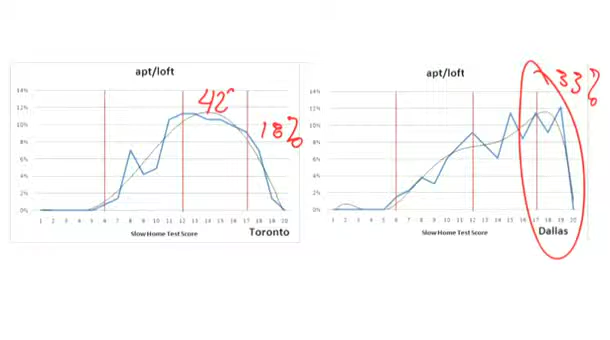 apt/loft
42
18%
14%
12%
10%
8%
6%
4%
2%
0%
1 2 3 4 5 6 7 8 9 10 11 12 13 14 15 16 17 18 19 20
Slow Home Test Score
Toronto
apt/loft
33%
14%
12%
10%
8%
6%
4%
2%
0%
1 2 3 4 5 6 7 8 9 10 11 12 13 14 15 16 17 18 19 20
Slow Home Test Score
Dallas